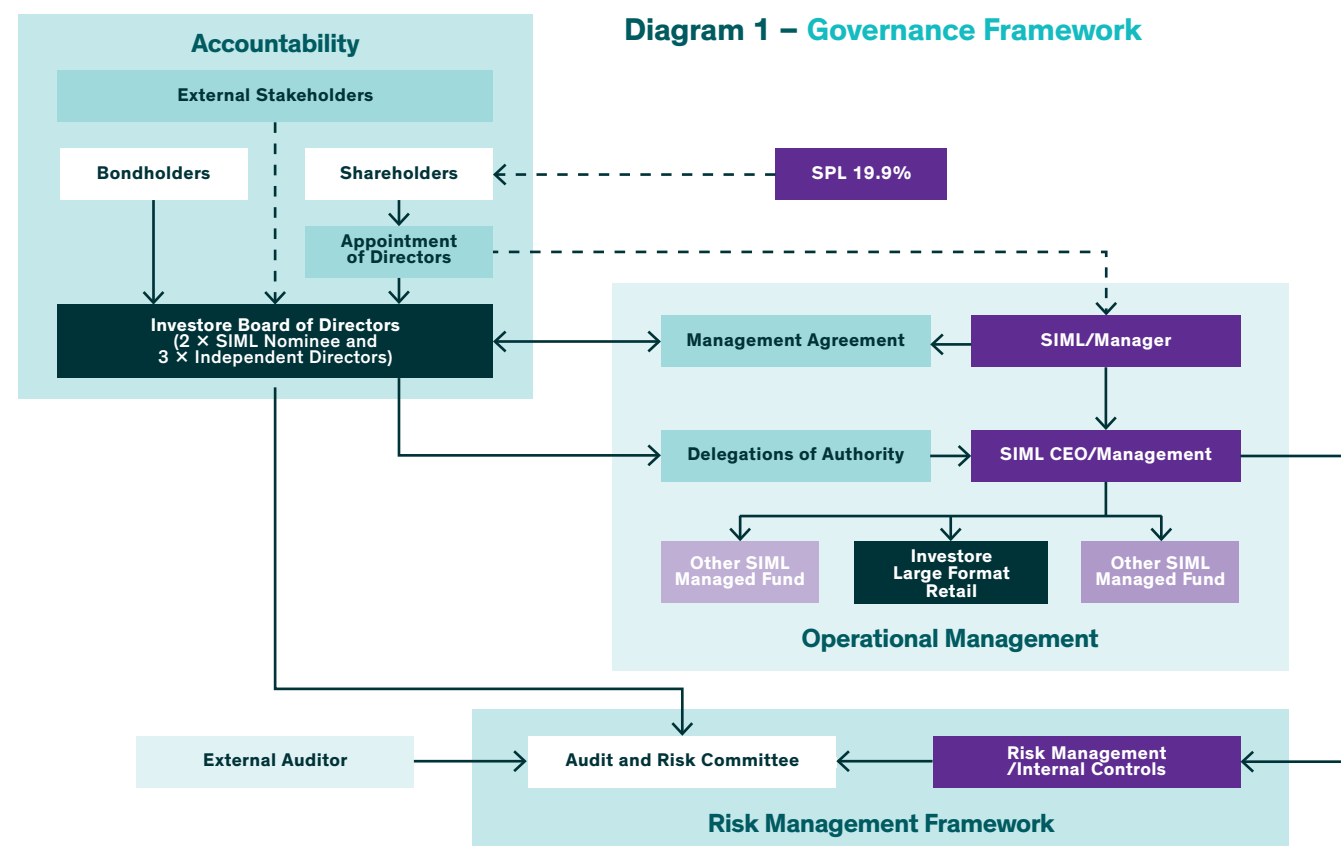 Diagram 1 – Governance Framework
Accountability
External Stakeholders
Bondholders
Shareholders
SPL 19.9%
Appointment
of Directors
Investore Board of Directors
(2 × SIML Nominee and
3 × Independent Directors)
Management Agreement
SIML/Manager
Delegations of Authority
SIML CEO/Management
Other SIML
Managed Fund
Investore
Large Format
Retail
Other SIML
Managed Fund
Operational Management
External Auditor
Audit and Risk Committee
Risk Management
/Internal Controls
Risk Management Framework